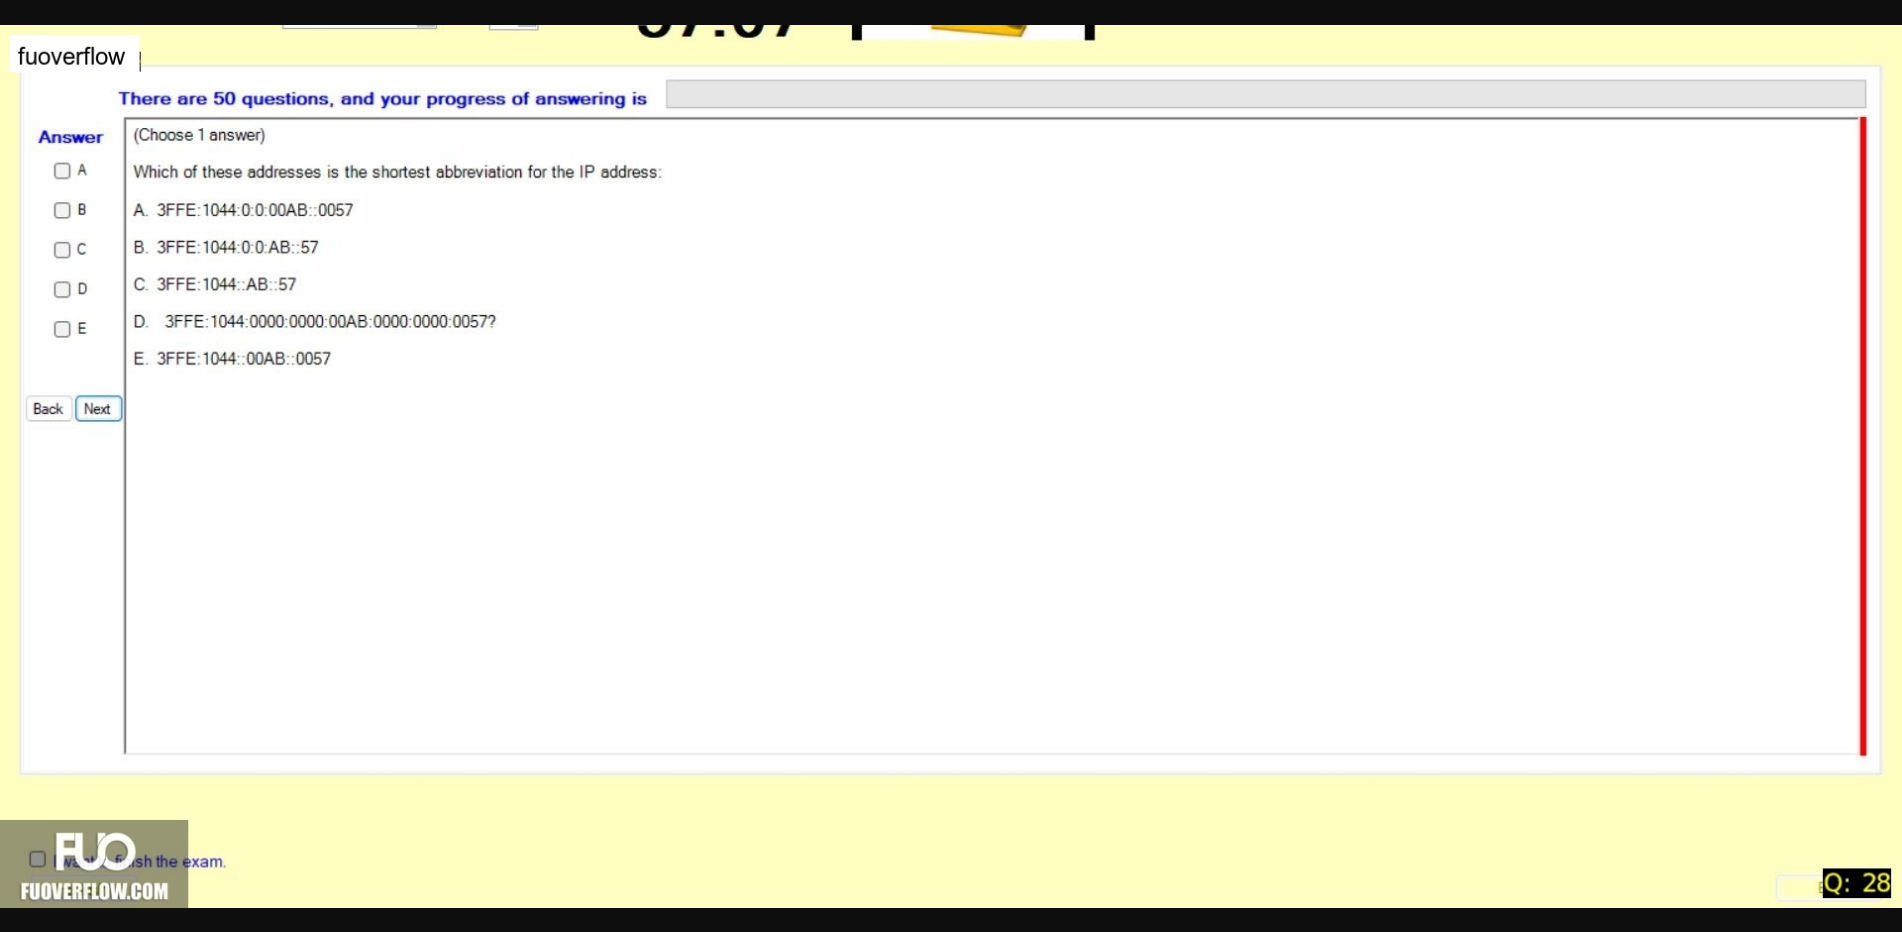 fuoverflow
There are 50 questions, and your progress of answering is
Answer
(Choose 1 answer)
A
Which of these addresses is the shortest abbreviation for the IP address:
B
A. 3FFE:1044:0:0:00AB::0057
C
B. 3FFE:1044:0:0:AB::57
D
C. 3FFE:1044::AB::57
E
D. 3FFE:1044:0000:0000:00AB:0000:0000:0057?
E. 3FFE:1044::00AB::0057
Back Next
FUO
finish the exam.
FUOVERFLOW.COM
Q: 28